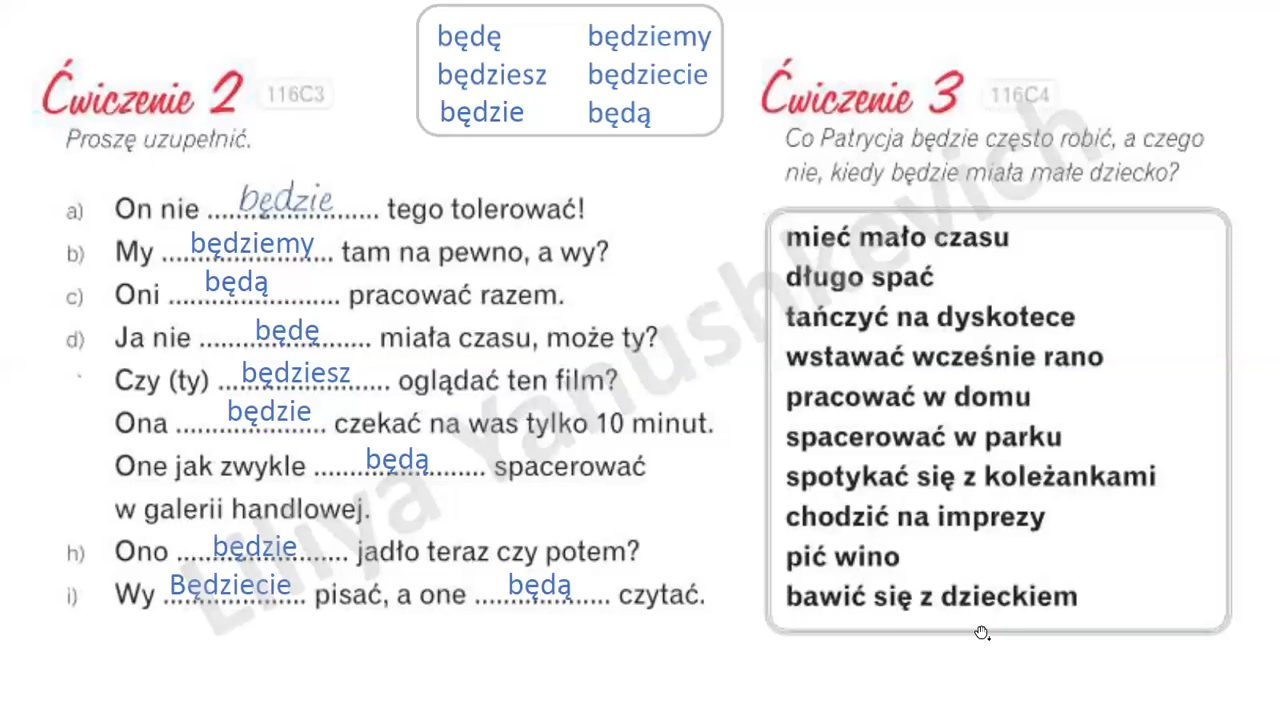 będę będziemy
będziesz będziecie
będzie będą
Ćwiczenie 2 116C3
Proszę uzupełnić.
a) On nie ....będzie.... tego tolerować!
b) My ....będziemy.... tam na pewno, a wy?
c) Oni ....będą.... pracować razem.
d) Ja nie ....będę.... miała czasu, może ty?
Czy (ty) ....będziesz.... oglądać ten film?
Ona ....będzie.... czekać na was tylko 10 minut.
One jak zwykle ....będą.... spacerować
w galerii handlowej.
h) Ono ....będzie.... jadło teraz czy potem?
i) Wy ....Będziecie.... pisać, a one ....będą.... czytać.
Ćwiczenie 3 116C4
Co Patrycja będzie często robić, a czego
nie, kiedy będzie miała małe dziecko?
mieć mało czasu
długo spać
tańczyć na dyskotece
wstawać wcześnie rano
pracować w domu
spacerować w parku
spotykać się z koleżankami
chodzić na imprezy
pić wino
bawić się z dzieckiem
Liliya Yanushkevich